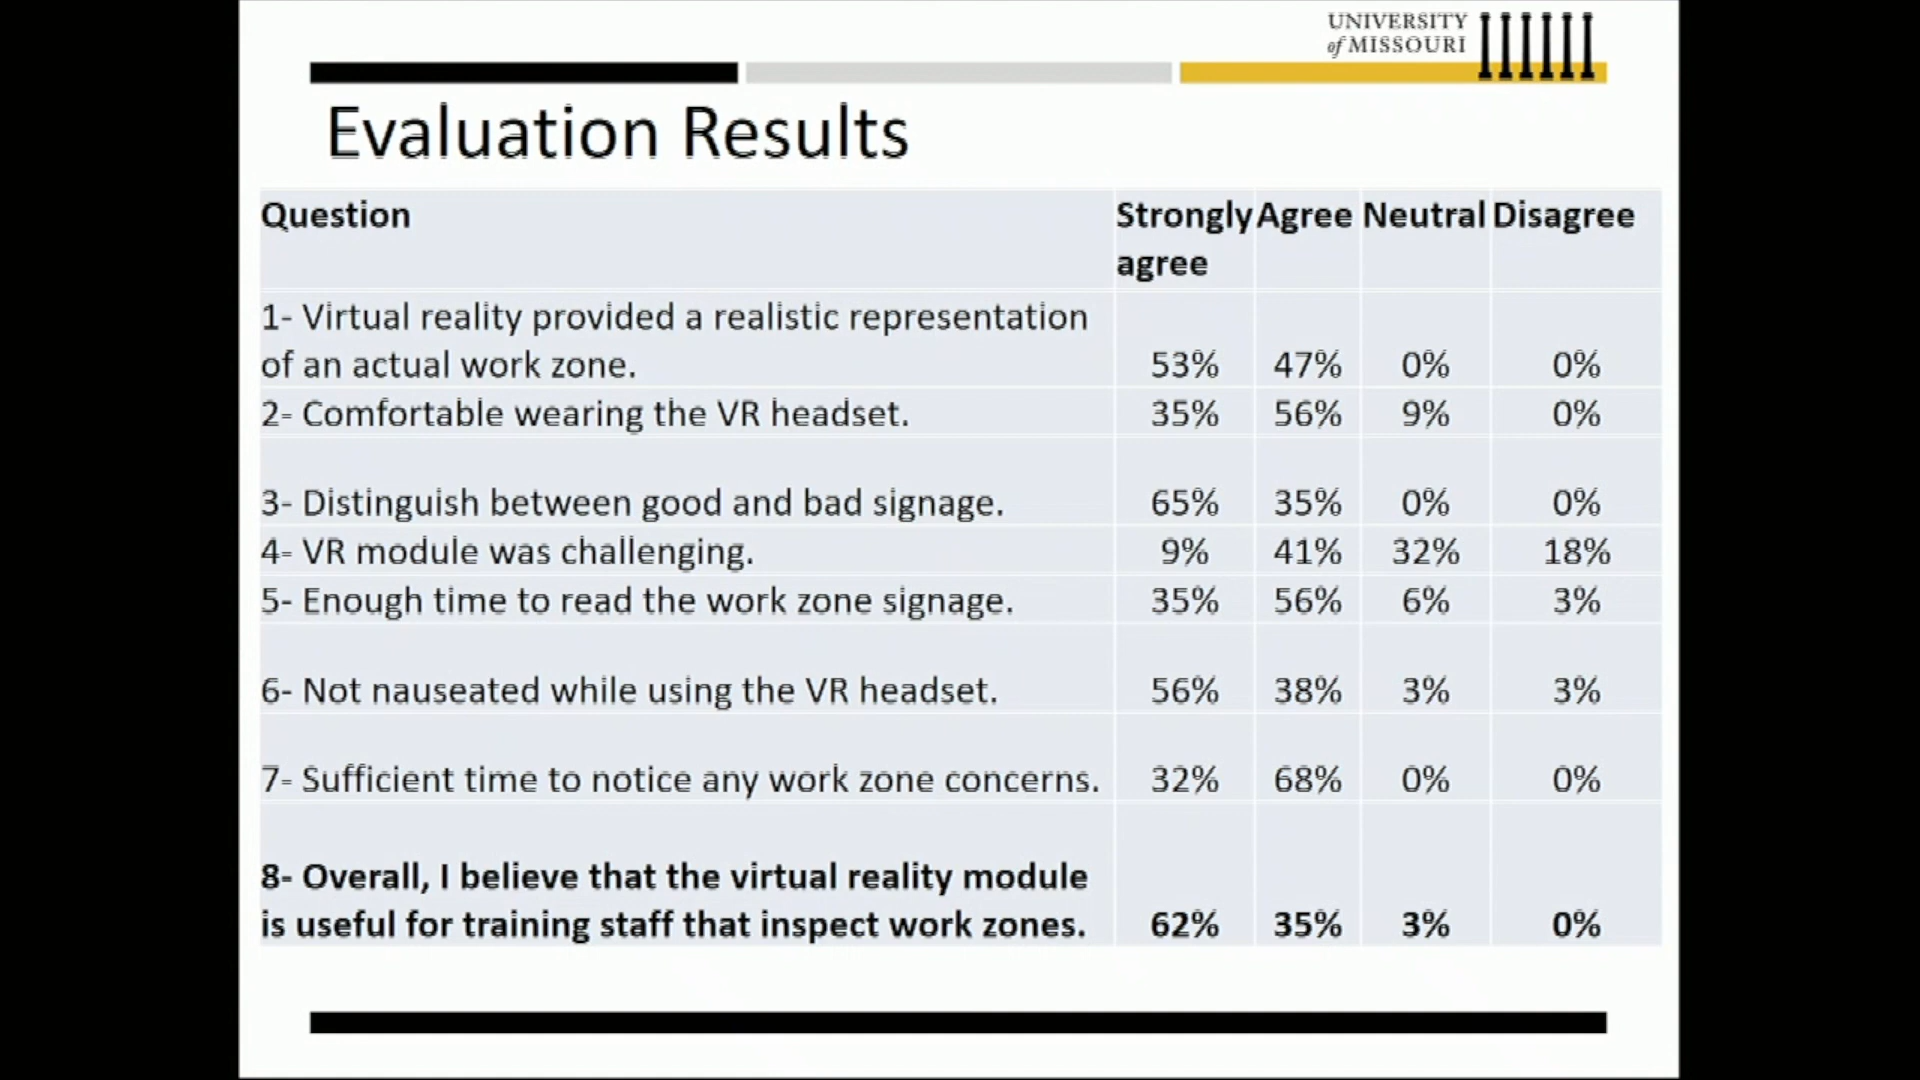 UNIVERSITY
of MISSOURI
Evaluation Results
Question Strongly agree Agree Neutral Disagree
1- Virtual reality provided a realistic representation
of an actual work zone. 53% 47% 0% 0%
2- Comfortable wearing the VR headset. 35% 56% 9% 0%
3- Distinguish between good and bad signage. 65% 35% 0% 0%
4- VR module was challenging. 9% 41% 32% 18%
5- Enough time to read the work zone signage. 35% 56% 6% 3%
6- Not nauseated while using the VR headset. 56% 38% 3% 3%
7- Sufficient time to notice any work zone concerns. 32% 68% 0% 0%
8- Overall, I believe that the virtual reality module
is useful for training staff that inspect work zones. 62% 35% 3% 0%